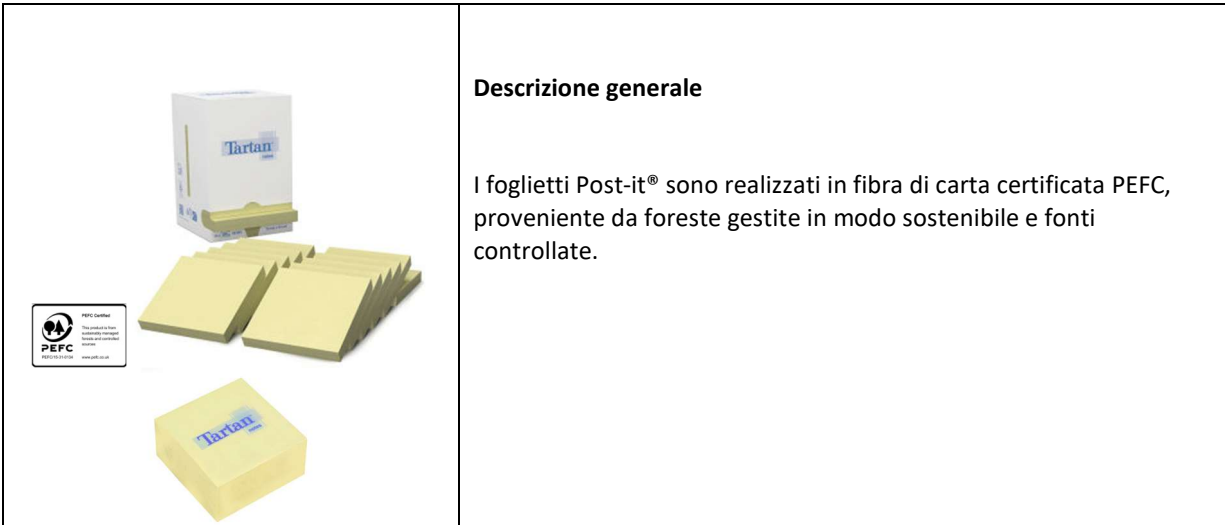 Tartan
notes
PEFC Certified
This product is from
sustainably managed
forests and controlled
sources
PEFC
www.pefc.co.uk
Tartan
Descrizione generale
I foglietti Post-it® sono realizzati in fibra di carta certificata PEFC,
proveniente da foreste gestite in modo sostenibile e fonti
controllate.